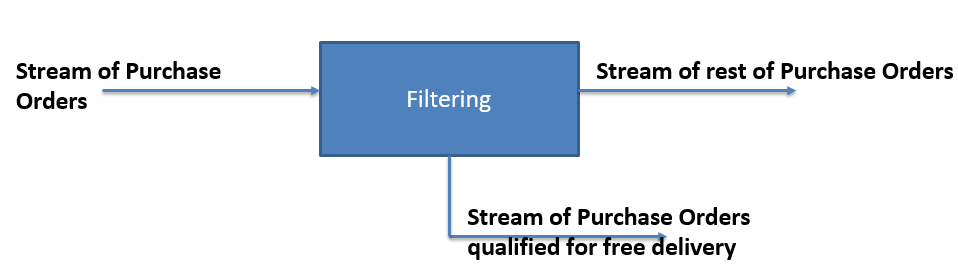 Stream of Purchase
Orders
Filtering
Stream of rest of Purchase Orders
Stream of Purchase Orders
qualified for free delivery